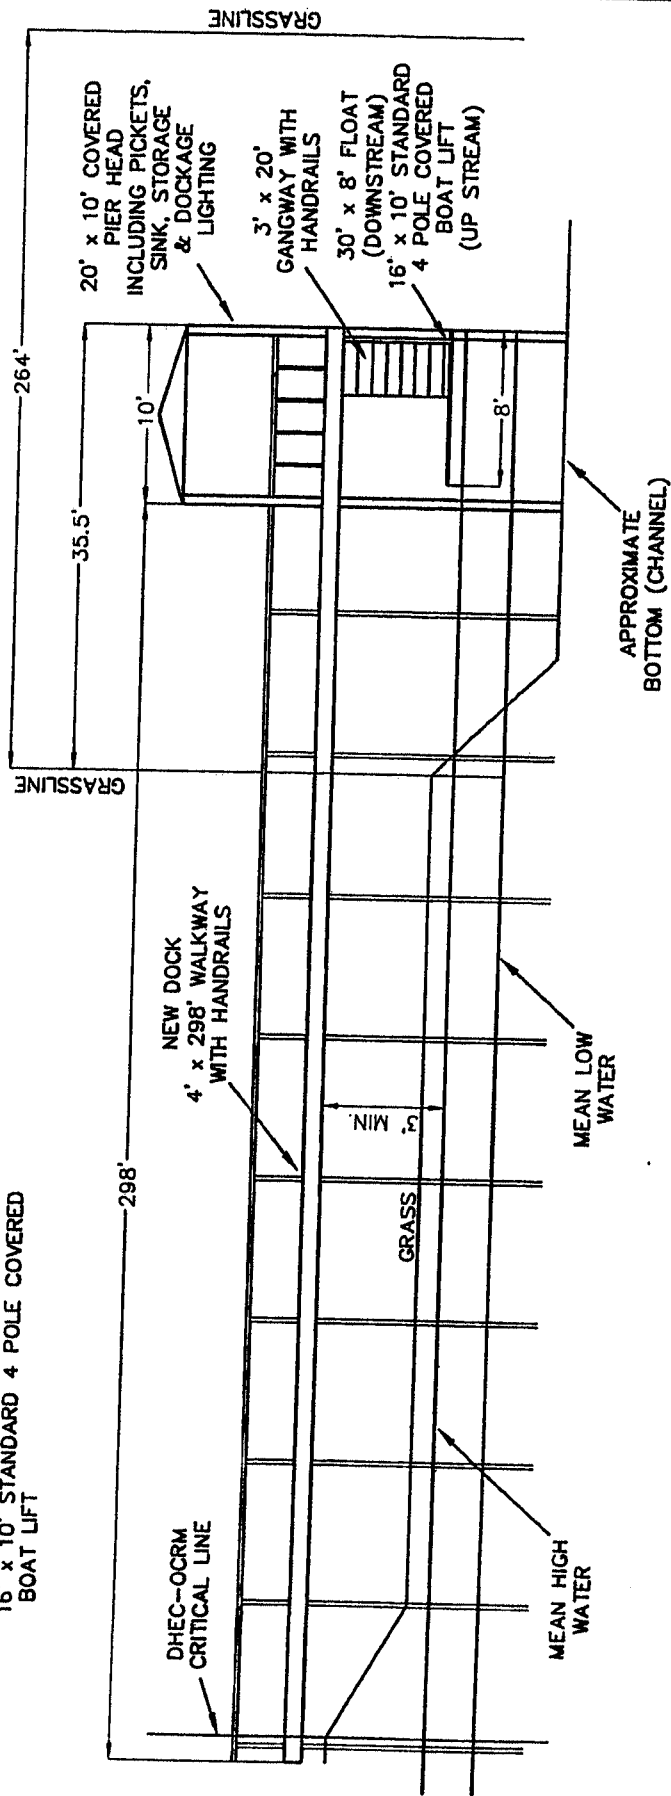 16' x 10' STANDARD 4 POLE COVERED
BOAT LIFT
264'
GRASSLINE
GRASSLINE
35.5'
298'
10'
20' x 10' COVERED
PIER HEAD
INCLUDING PICKETS,
SINK, STORAGE
& DOCKAGE
LIGHTING
3' x 20'
GANGWAY WITH
HANDRAILS
30' x 8' FLOAT
(DOWNSTREAM)
16' x 10' STANDARD
4 POLE COVERED
BOAT LIFT
(UP STREAM)
DHEC-OCRM
CRITICAL LINE
NEW DOCK
4' x 298' WALKWAY
WITH HANDRAILS
3' MIN.
GRASS
8'
MEAN HIGH
WATER
MEAN LOW
WATER
APPROXIMATE
BOTTOM (CHANNEL)